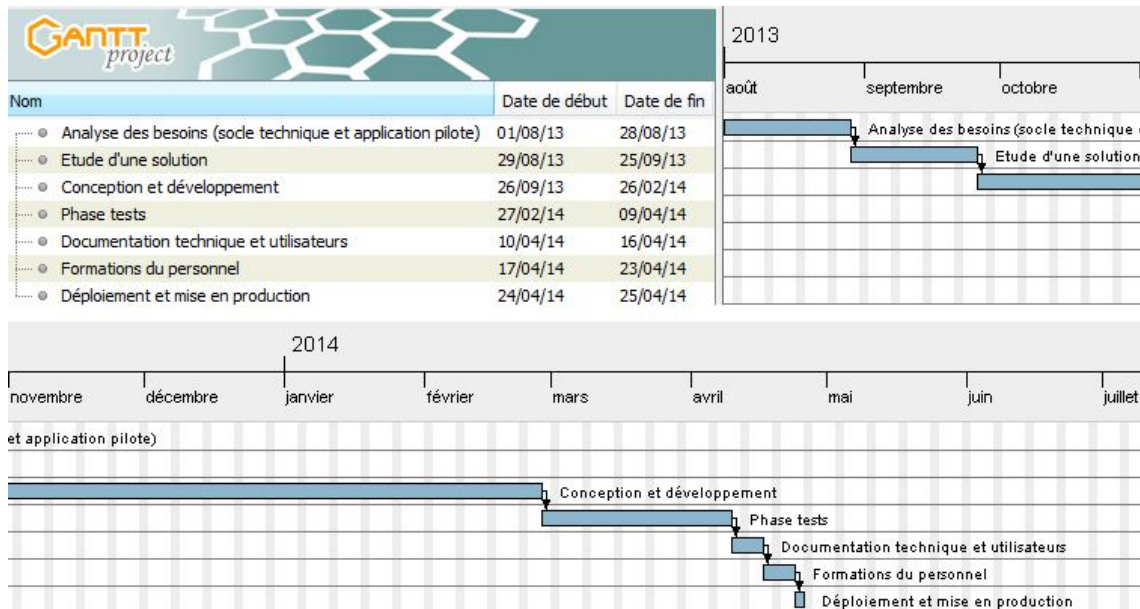 GANTT
project
2013
août septembre octobre
Nom Date de début Date de fin
Analyse des besoins (socle technique et application pilote) 01/08/13 28/08/13
Etude d'une solution 29/08/13 25/09/13
Conception et développement 26/09/13 26/02/14
Phase tests 27/02/14 09/04/14
Documentation technique et utilisateurs 10/04/14 16/04/14
Formations du personnel 17/04/14 23/04/14
Déploiement et mise en production 24/04/14 25/04/14
Analyse des besoins (socle technique
Etude d'une solution
2014
novembre décembre janvier février mars avril mai juin juillet
et application pilote)
Conception et développement
Phase tests
Documentation technique et utilisateurs
Formations du personnel
Déploiement et mise en production